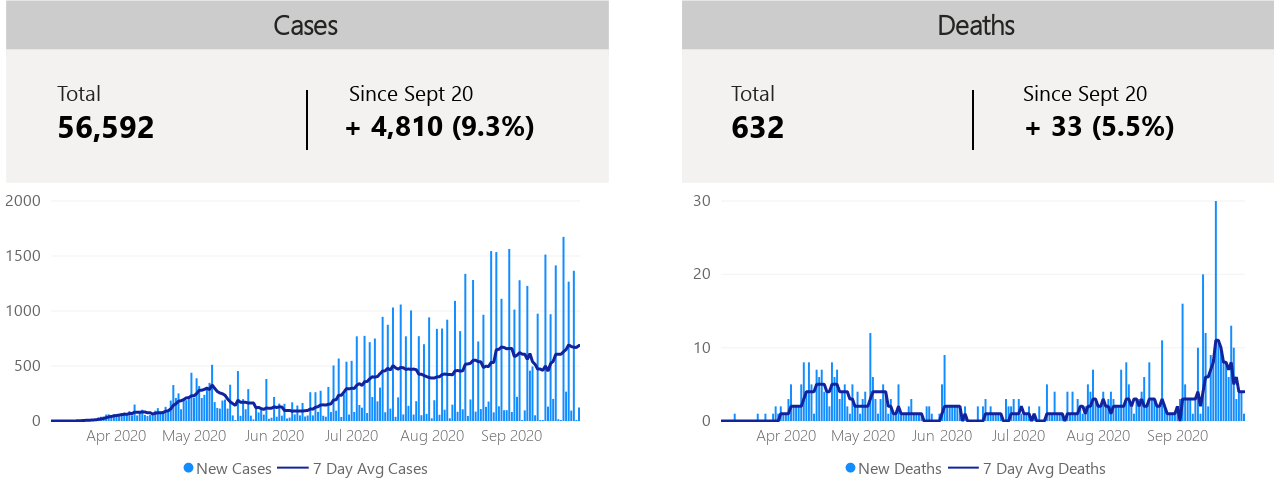 Cases
Total
56,592
Since Sept 20
+ 4,810 (9.3%)
2000
1500
1000
500
0
Apr 2020 May 2020 Jun 2020 Jul 2020 Aug 2020 Sep 2020
New Cases 7 Day Avg Cases
Deaths
Total
632
Since Sept 20
+ 33 (5.5%)
30
20
10
0
Apr 2020 May 2020 Jun 2020 Jul 2020 Aug 2020 Sep 2020
New Deaths 7 Day Avg Deaths